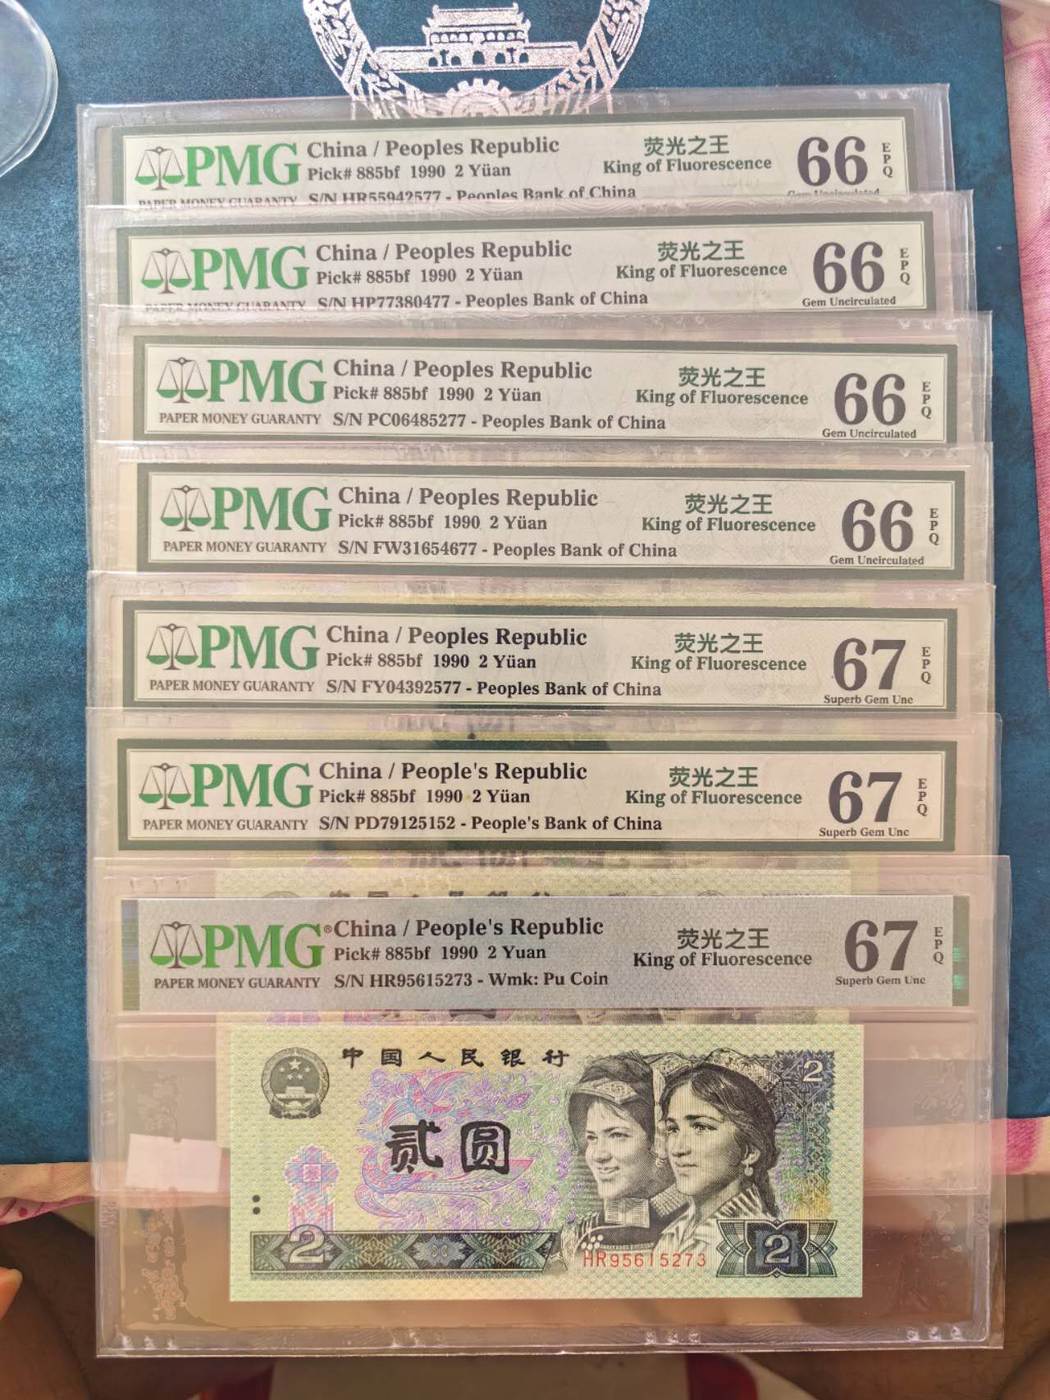 PMG
China / Peoples Republic
Pick# 885bf 1990 2 Yüan
PAPER MONEY GUARANTY S/N HR55942577 - Peoples Bank of China
荧光之王
King of Fluorescence
66
EPQ
Gem Uncirculated
PMG
China / Peoples Republic
Pick# 885bf 1990 2 Yüan
PAPER MONEY GUARANTY S/N HP77380477 - Peoples Bank of China
荧光之王
King of Fluorescence
66
EPQ
Gem Uncirculated
PMG
China / Peoples Republic
Pick# 885bf 1990 2 Yüan
PAPER MONEY GUARANTY S/N PC06485277 - Peoples Bank of China
荧光之王
King of Fluorescence
66
EPQ
Gem Uncirculated
PMG
China / Peoples Republic
Pick# 885bf 1990 2 Yüan
PAPER MONEY GUARANTY S/N FW31654677 - Peoples Bank of China
荧光之王
King of Fluorescence
66
EPQ
Gem Uncirculated
PMG
China / Peoples Republic
Pick# 885bf 1990 2 Yüan
PAPER MONEY GUARANTY S/N FY04392577 - Peoples Bank of China
荧光之王
King of Fluorescence
67
EPQ
Superb Gem Unc
PMG
China / People's Republic
Pick# 885bf 1990 2 Yüan
PAPER MONEY GUARANTY S/N PD79125152 - People's Bank of China
荧光之王
King of Fluorescence
67
EPQ
Superb Gem Unc
PMG®
China / People's Republic
Pick# 885bf 1990 2 Yuan
PAPER MONEY GUARANTY S/N HR95615273 - Wmk: Pu Coin
荧光之王
King of Fluorescence
67
EPQ
Superb Gem Unc
中国人民银行
2
贰圆
2
HR95615273
2